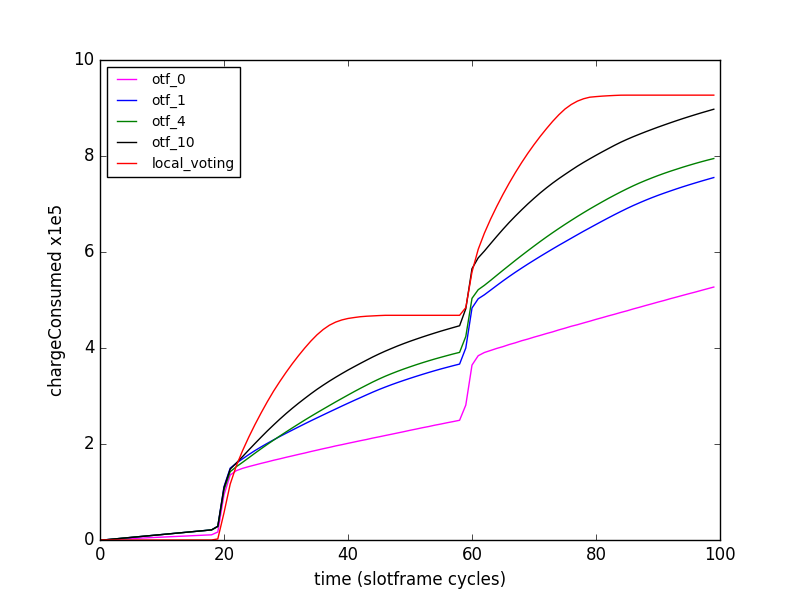 10
8
6
4
2
0
0 20 40 60 80 100
chargeConsumed x1e5
time (slotframe cycles)
otf_0
otf_1
otf_4
otf_10
local_voting